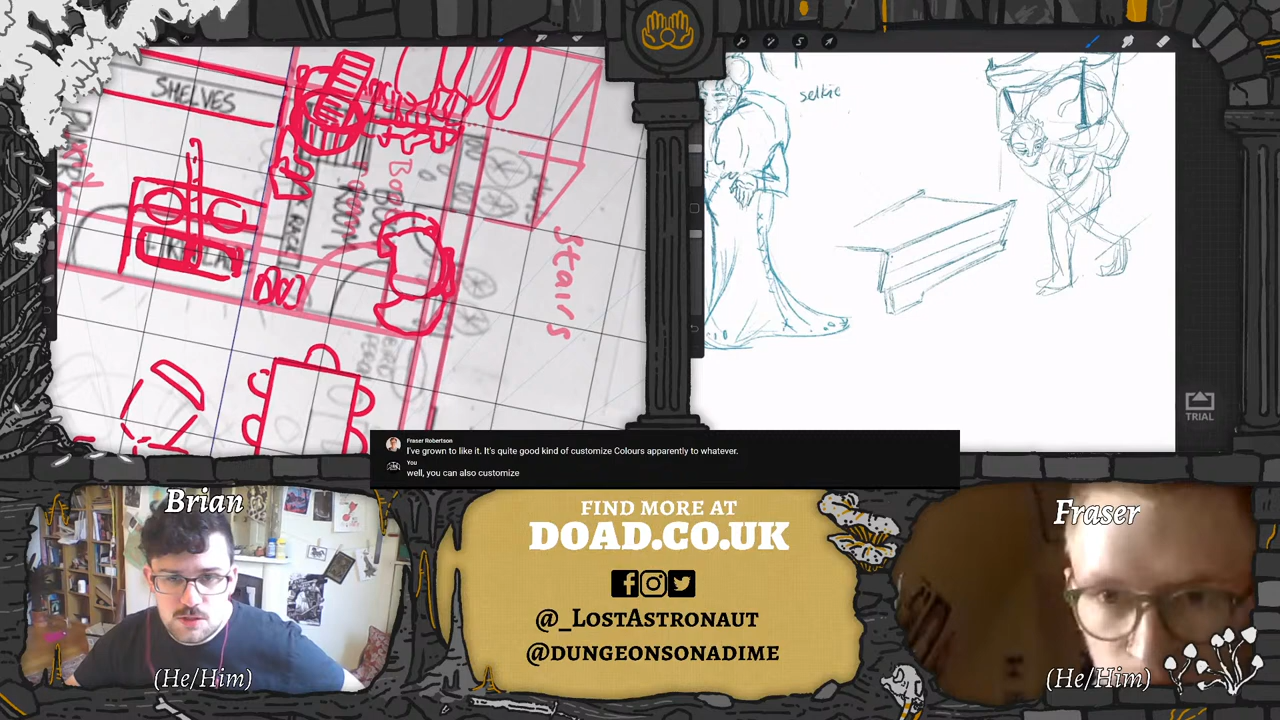 SHELVES
selkie
Boot
ROOM
Stairs
TRIAL
Fraser Robertson
I've grown to like it. It's quite good kind of customize Colours apparently to whatever.
You
well, you can also customize
Brian
(He/Him)
FIND MORE AT
DOAD.CO.UK
@_LostAstronaut
@dungeonsonadime
Fraser
(He/Him)